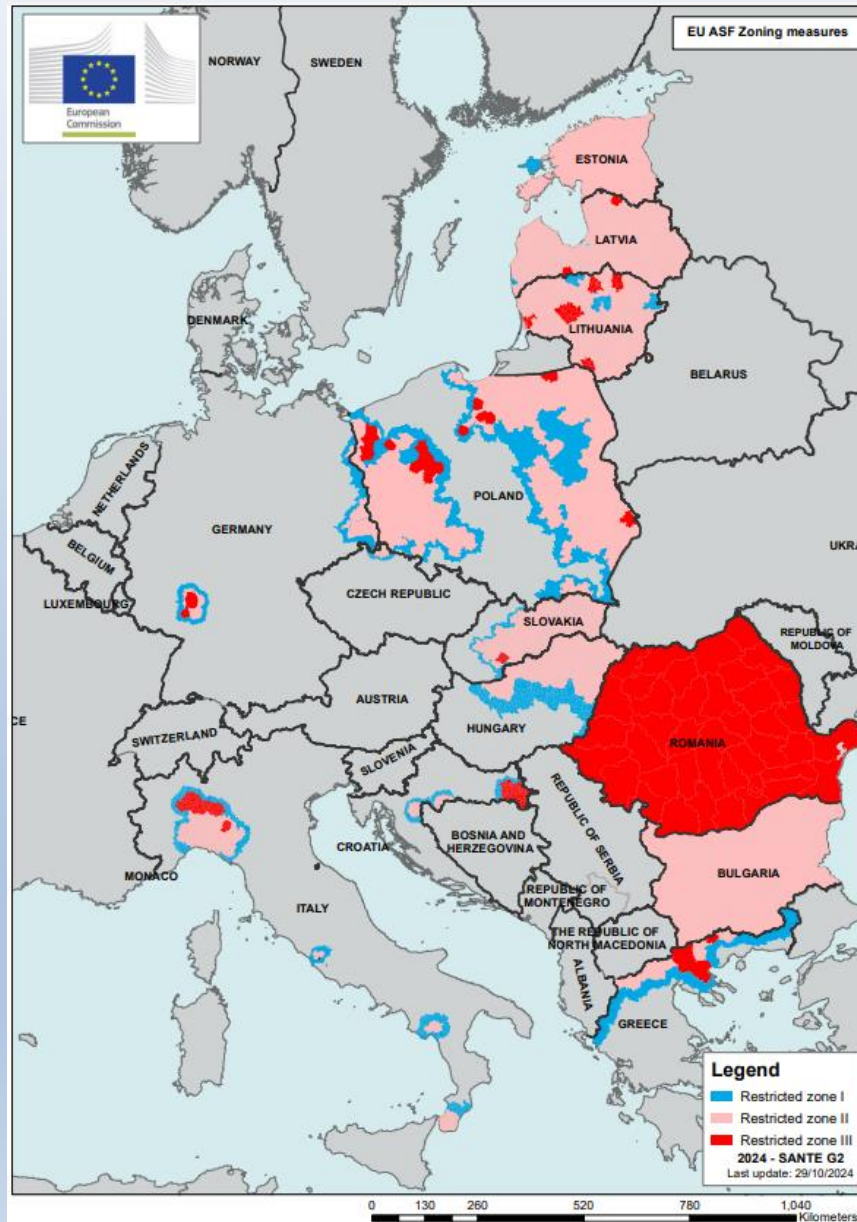 EU ASF Zoning measures
European
Commission
NORWAY
SWEDEN
ESTONIA
LATVIA
DENMARK
LITHUANIA
BELARUS
NETHERLANDS
POLAND
GERMANY
BELGIUM
UKRA
LUXEMBOURG
CZECH REPUBLIC
SLOVAKIA
REPUBLIC OF
MOLDOVA
AUSTRIA
CE
HUNGARY
SWITZERLAND
ROMANIA
SLOVENIA
REPUBLIC OF SERBIA
BOSNIA AND
HERZEGOVINA
CROATIA
MONACO
BULGARIA
ITALY
REPUBLIC OF
MONTENEGRO
THE REPUBLIC OF
NORTH MACEDONIA
ALBANIA
GREECE
Legend
Restricted zone I
Restricted zone II
Restricted zone III
2024 - SANTE G2
Last update: 29/10/2024
0 130 260 520 780 1,040
Kilometers